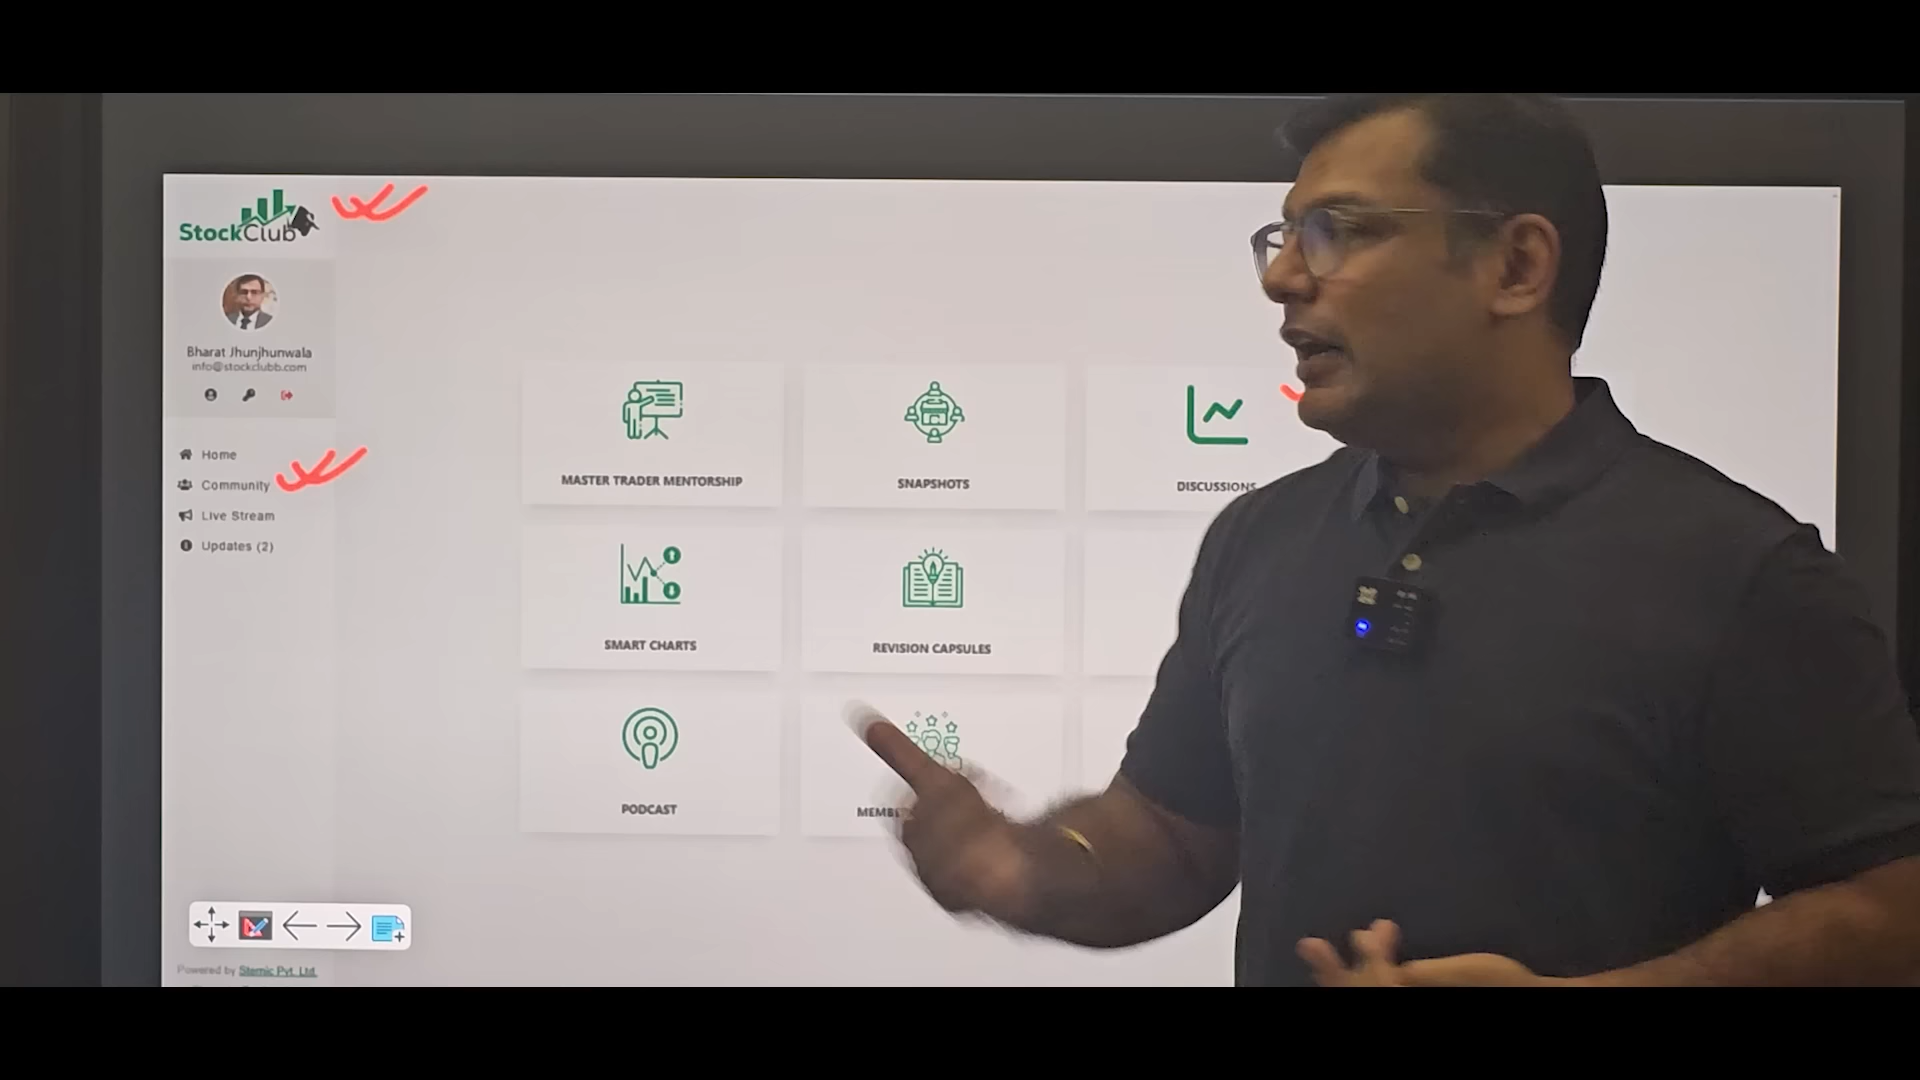 StockClub
Bharat Jhunjhunwala
info@stockclubb.com
Home
Community
Live Stream
Updates (2)
MASTER TRADER MENTORSHIP
SNAPSHOTS
DISCUSSIONS
SMART CHARTS
REVISION CAPSULES
PODCAST
Powered by Stemic Pvt. Ltd.